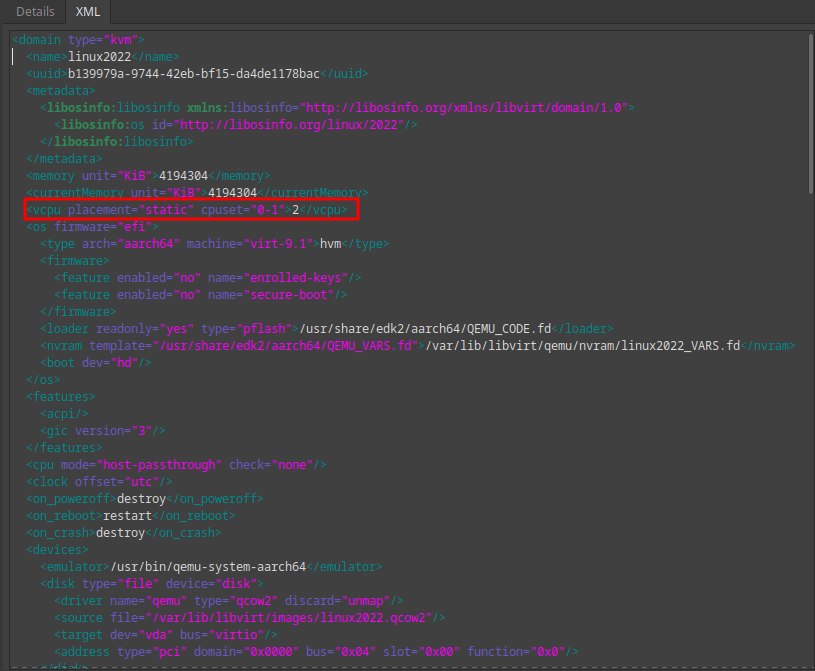 Details XML
<domain type="kvm">
<name>linux2022</name>
<uuid>b139979a-9744-42eb-bf15-da4de1178bac</uuid>
<metadata>
<libosinfo:libosinfo xmlns:libosinfo="http://libosinfo.org/xmlns/libvirt/domain/1.0">
<libosinfo:os id="http://libosinfo.org/linux/2022"/>
</libosinfo:libosinfo>
</metadata>
<memory unit="KiB">4194304</memory>
<currentMemory unit="KiB">4194304</currentMemory>
<vcpu placement="static" cpuset="0-1">2</vcpu>
<os firmware="efi">
<type arch="aarch64" machine="virt-9.1">hvm</type>
<firmware>
<feature enabled="no" name="enrolled-keys"/>
<feature enabled="no" name="secure-boot"/>
</firmware>
<loader readonly="yes" type="pflash">/usr/share/edk2/aarch64/QEMU_CODE.fd</loader>
<nvram template="/usr/share/edk2/aarch64/QEMU_VARS.fd">/var/lib/libvirt/qemu/nvram/linux2022_VARS.fd</nvram>
<boot dev="hd"/>
</os>
<features>
<acpi/>
<gic version="3"/>
</features>
<cpu mode="host-passthrough" check="none"/>
<clock offset="utc"/>
<on_poweroff>destroy</on_poweroff>
<on_reboot>restart</on_reboot>
<on_crash>destroy</on_crash>
<devices>
<emulator>/usr/bin/qemu-system-aarch64</emulator>
<disk type="file" device="disk">
<driver name="qemu" type="qcow2" discard="unmap"/>
<source file="/var/lib/libvirt/images/linux2022.qcow2"/>
<target dev="vda" bus="virtio"/>
<address type="pci" domain="0x0000" bus="0x04" slot="0x00" function="0x0"/>